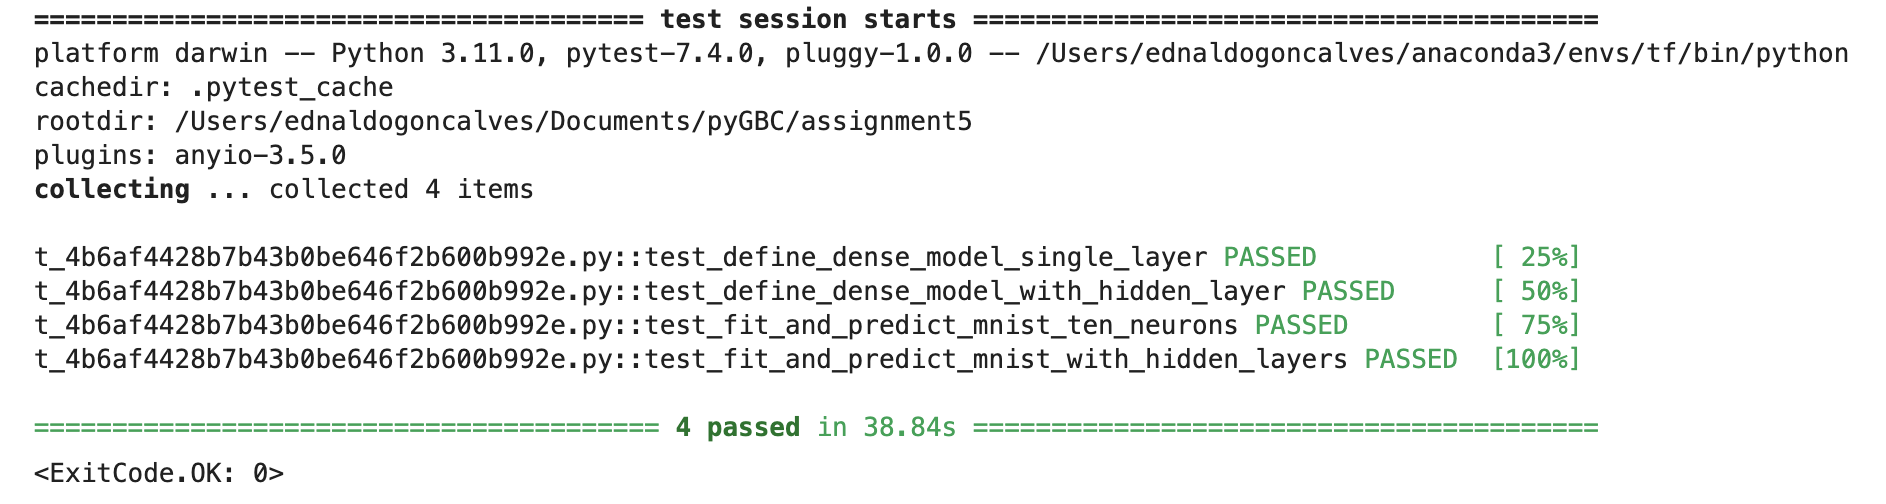 ======================================= test session starts ========================================
platform darwin -- Python 3.11.0, pytest-7.4.0, pluggy-1.0.0 -- /Users/ednaldogoncalves/anaconda3/envs/tf/bin/python
cachedir: .pytest_cache
rootdir: /Users/ednaldogoncalves/Documents/pyGBC/assignment5
plugins: anyio-3.5.0
collecting ... collected 4 items
t_4b6af4428b7b43b0be646f2b600b992e.py::test_define_dense_model_single_layer PASSED [ 25%]
t_4b6af4428b7b43b0be646f2b600b992e.py::test_define_dense_model_with_hidden_layer PASSED [ 50%]
t_4b6af4428b7b43b0be646f2b600b992e.py::test_fit_and_predict_mnist_ten_neurons PASSED [ 75%]
t_4b6af4428b7b43b0be646f2b600b992e.py::test_fit_and_predict_mnist_with_hidden_layers PASSED [100%]
======================================== 4 passed in 38.84s ========================================
<ExitCode.OK: 0>